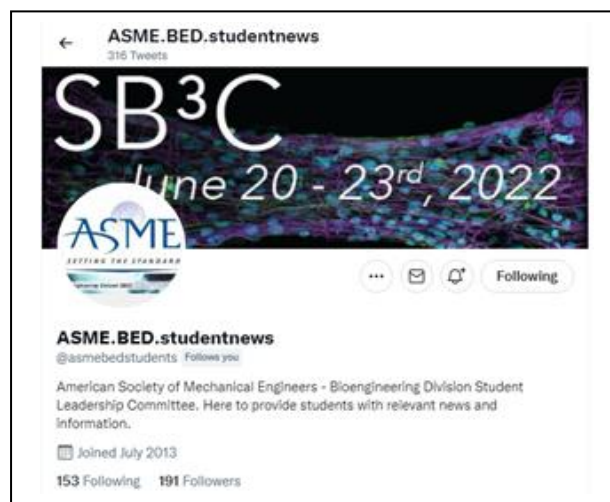 ASME.BED.studentnews
316 Tweets
SB³C
June 20 - 23rd, 2022
ASME
SETTING THE STANDARD
Following
ASME.BED.studentnews
@asmebedstudents Follows you
American Society of Mechanical Engineers - Bioengineering Division Student
Leadership Committee. Here to provide students with relevant news and
information.
Joined July 2013
153 Following 191 Followers